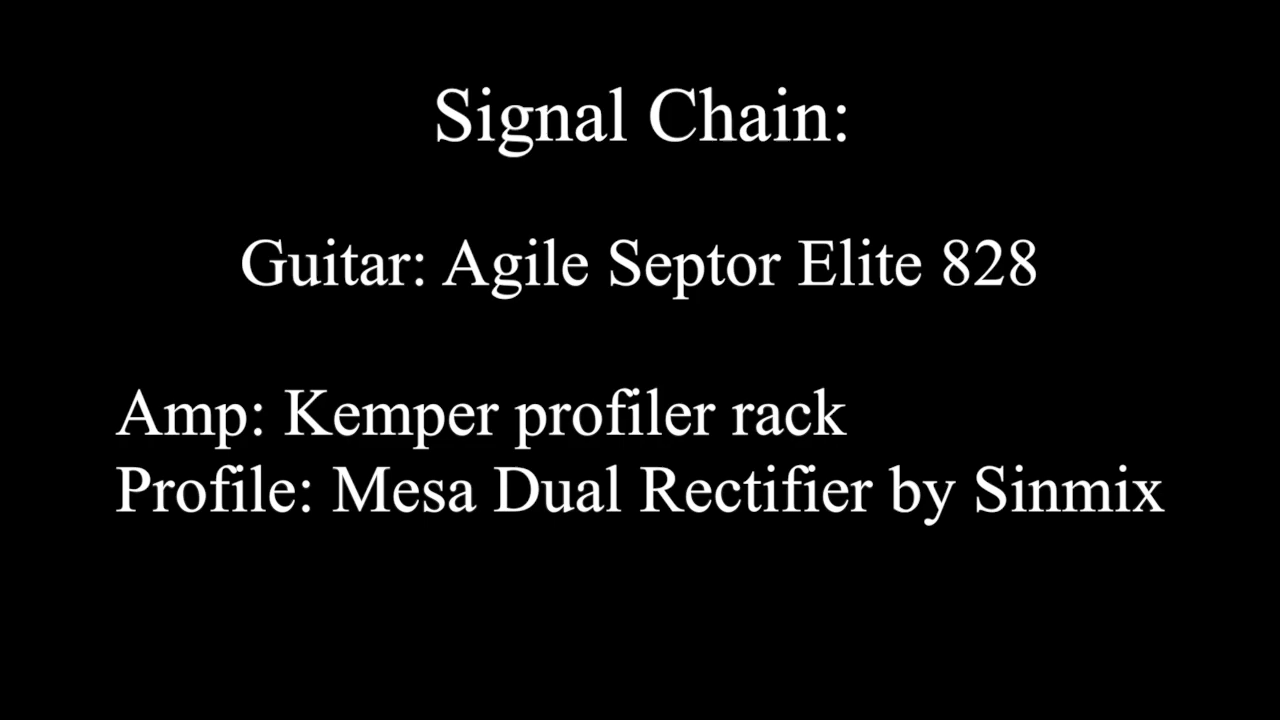 Signal Chain:
Guitar: Agile Septor Elite 828
Amp: Kemper profiler rack
Profile: Mesa Dual Rectifier by Sinmix